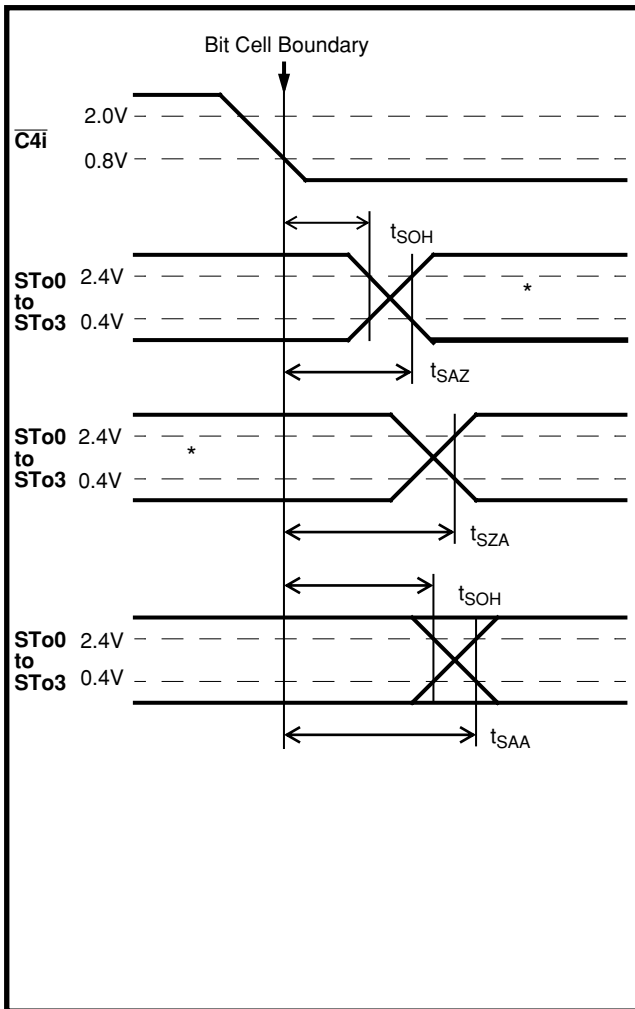 Bit Cell Boundary
C4i
2.0V
0.8V
tSOH
STo0
to
STo3
2.4V
0.4V
*
tSAZ
STo0
to
STo3
2.4V
0.4V
*
tSZA
tSOH
STo0
to
STo3
2.4V
0.4V
tSAA